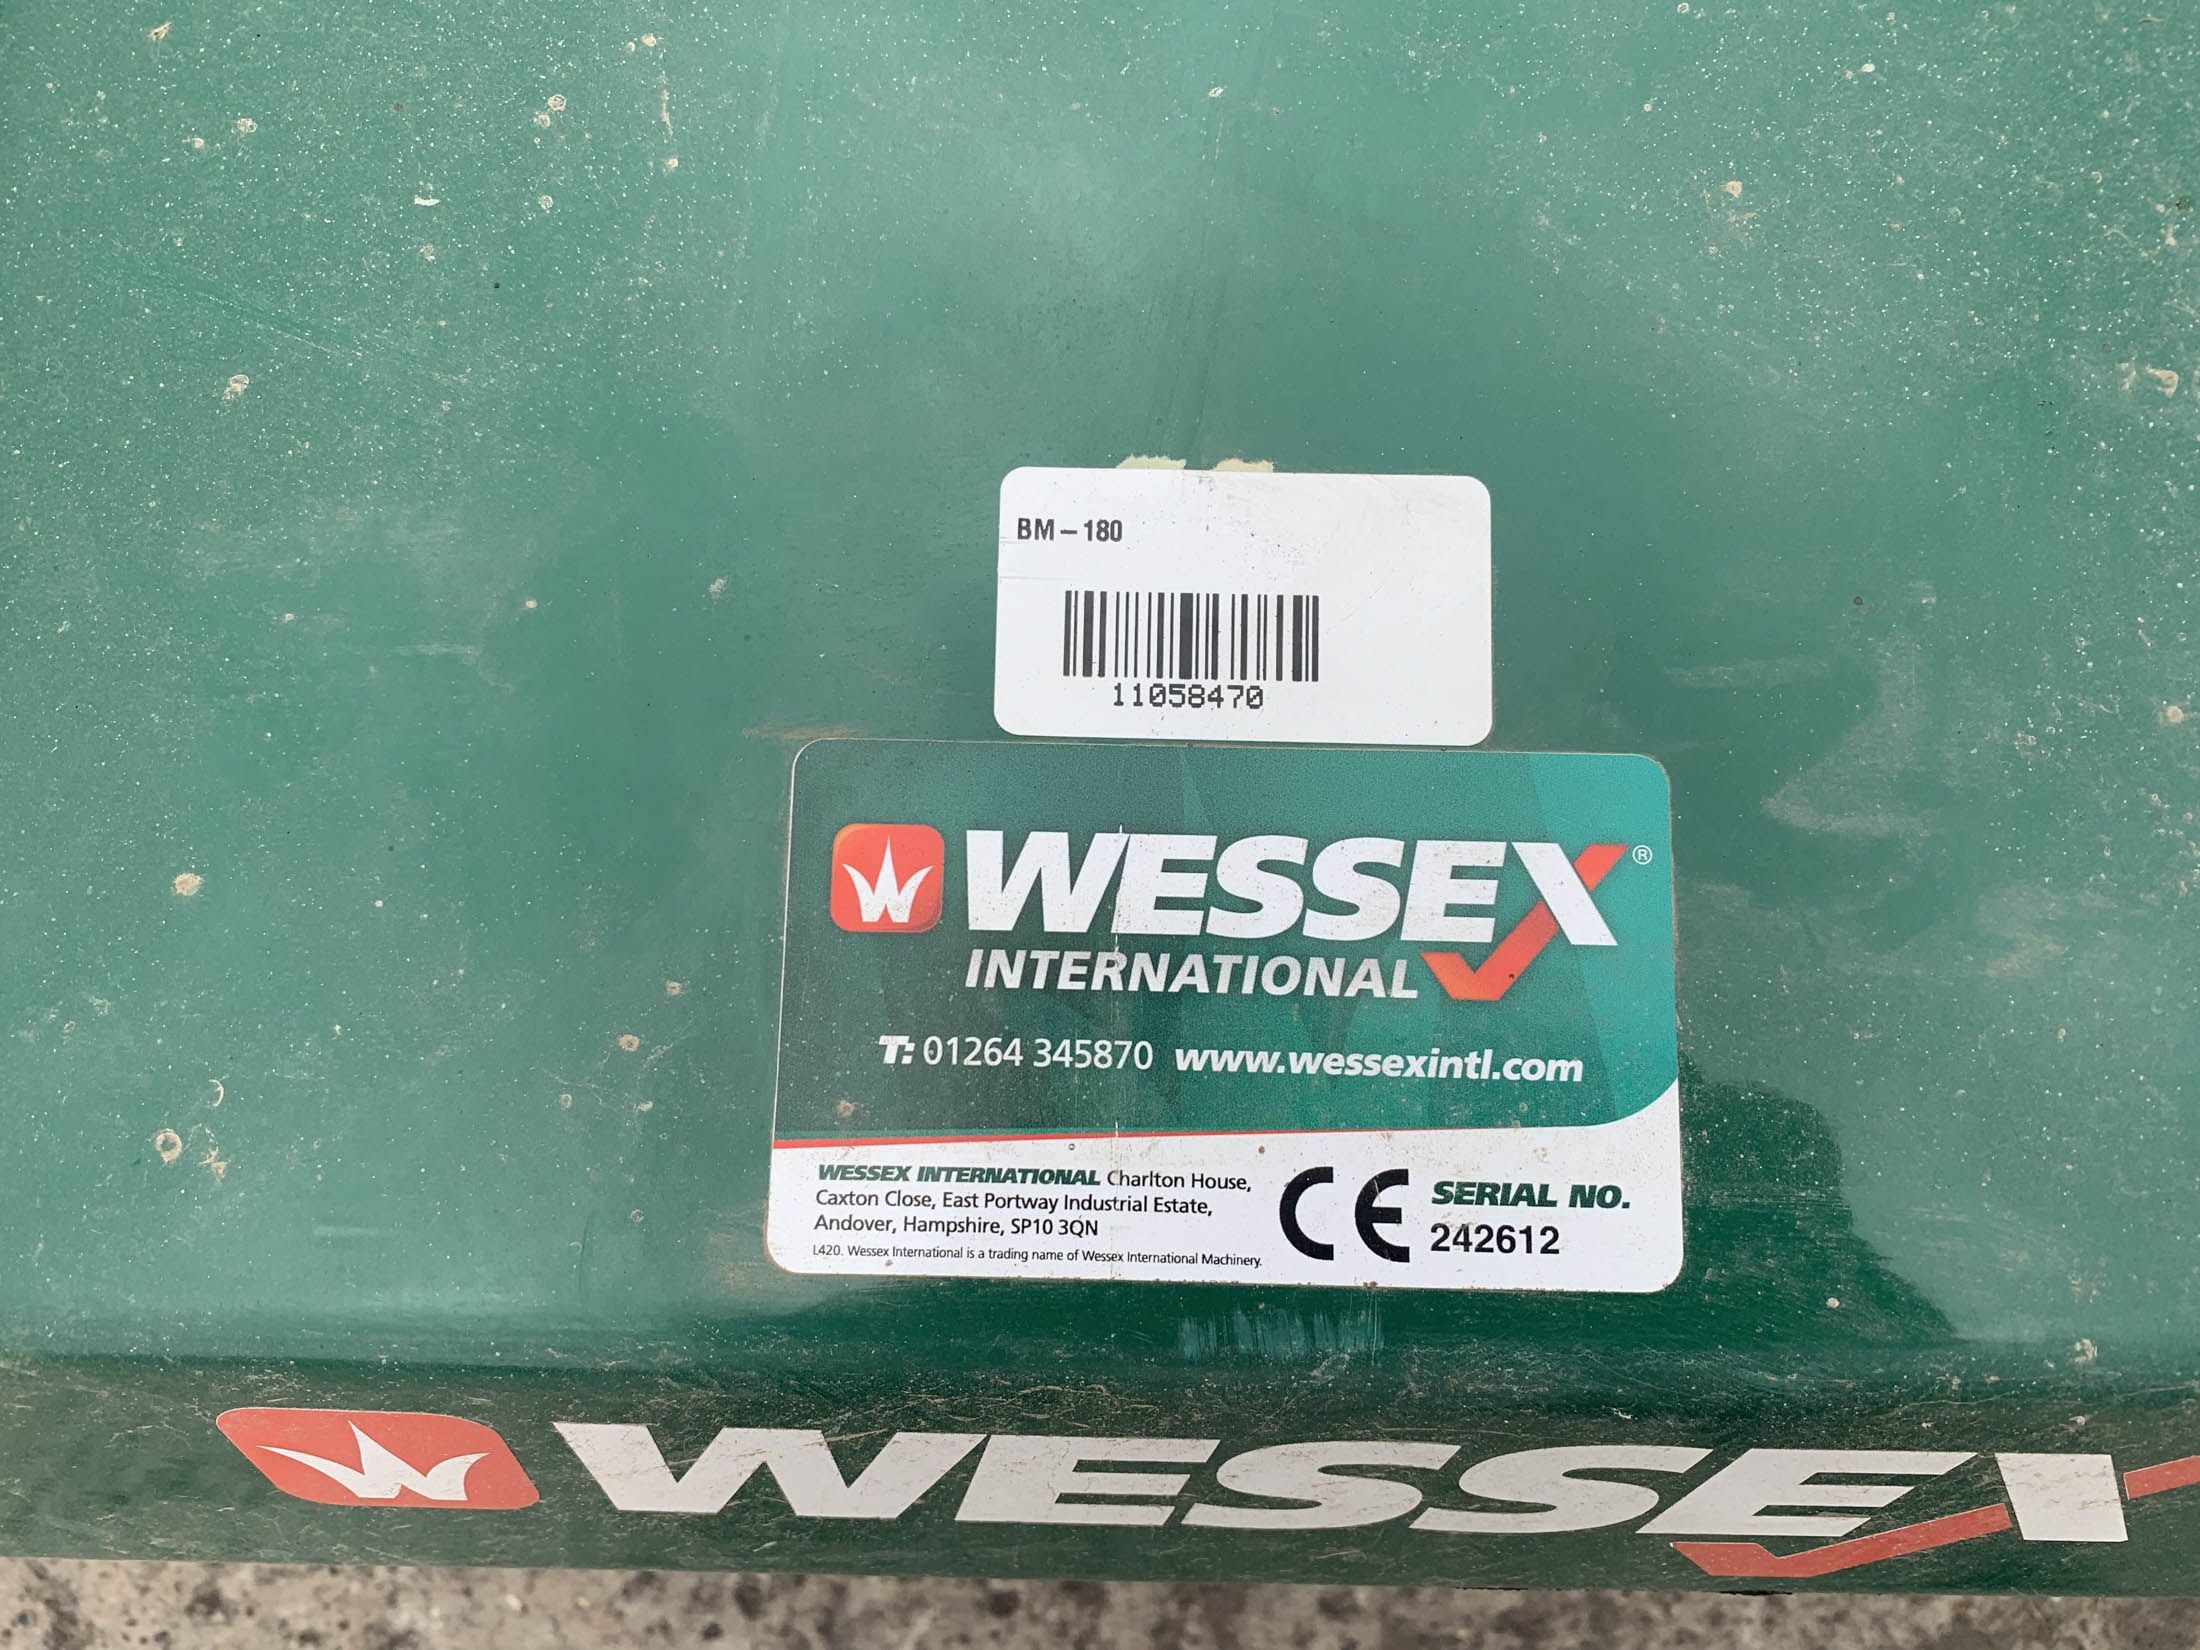 BM-180
11058470
WESSEX®
INTERNATIONAL
T: 01264 345870 www.wessexintl.com
WESSEX INTERNATIONAL Charlton House,
Caxton Close, East Portway Industrial Estate,
Andover, Hampshire, SP10 3QN
L420. Wessex International is a trading name of Wessex International Machinery.
CE
SERIAL NO.
242612
WESSEX